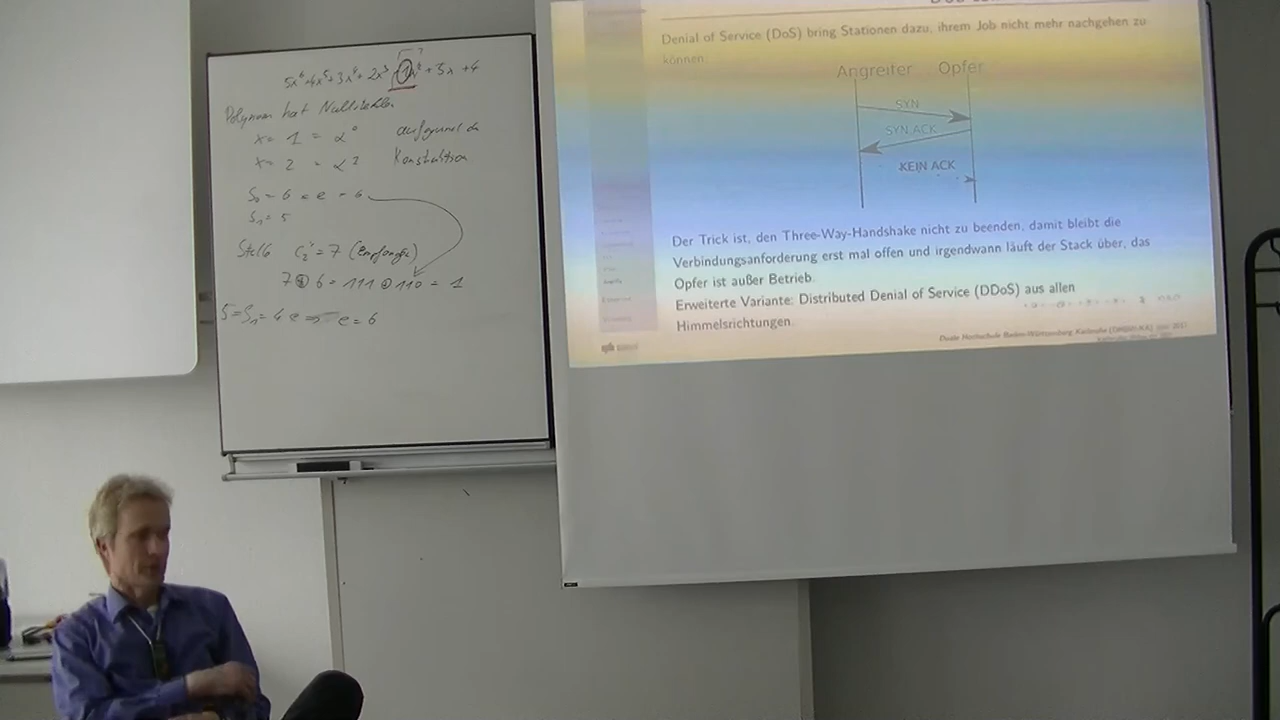 5x⁶+4x⁵+3x⁴+2x³ 1x²+3x+4
Polynom hat Nullstellen
x= 1 = α⁰ aufgrund der
x= 2 = α² Konstruktion
S₀ = 6 = e = 6
S₁ = 5
Stelle C₂' = 7 (empfangen)
7 ⊕ 6 = 111 ⊕ 110 = 1
5=S₁= 4 e => e = 6
Denial of Service (DoS) bring Stationen dazu, ihrem Job nicht mehr nachgehen zu
können:
Angreifer Opfer
SYN
SYN,ACK
KEIN ACK
Der Trick ist, den Three-Way-Handshake nicht zu beenden, damit bleibt die
Verbindungsanforderung erst mal offen und irgendwann läuft der Stack über, das
Opfer ist außer Betrieb.
Erweiterte Variante: Distributed Denial of Service (DDoS) aus allen
Himmelsrichtungen.
Duale Hochschule Baden-Württemberg Karlsruhe